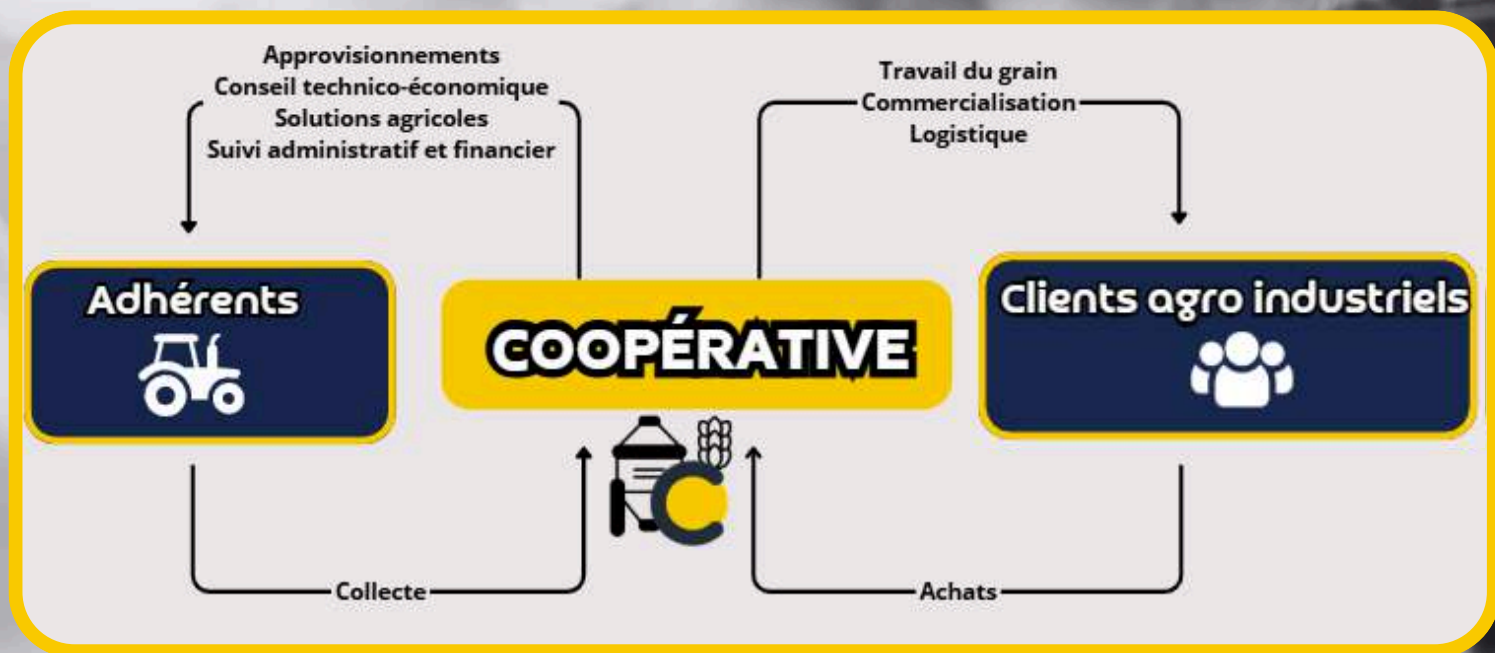 Approvisionnements
Conseil technico-économique
Solutions agricoles
Suivi administratif et financier
Travail du grain
Commercialisation
Logistique
Adhérents
COOPÉRATIVE
Clients agro industriels
Collecte
Achats